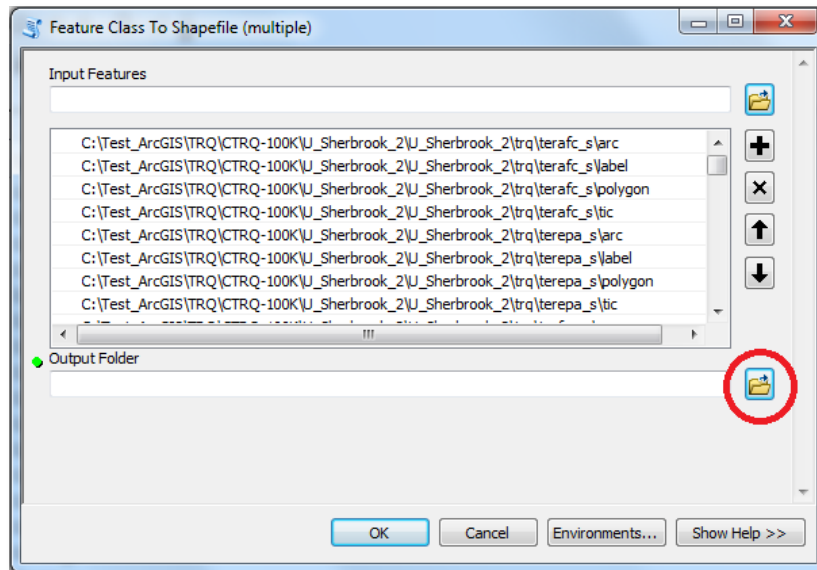 Feature Class To Shapefile (multiple)
Input Features
C:\Test_ArcGIS\TRQ\CTRQ-100K\U_Sherbrook_2\U_Sherbrook_2\trq\terafc_s\arc
C:\Test_ArcGIS\TRQ\CTRQ-100K\U_Sherbrook_2\U_Sherbrook_2\trq\terafc_s\label
C:\Test_ArcGIS\TRQ\CTRQ-100K\U_Sherbrook_2\U_Sherbrook_2\trq\terafc_s\polygon
C:\Test_ArcGIS\TRQ\CTRQ-100K\U_Sherbrook_2\U_Sherbrook_2\trq\terafc_s\tic
C:\Test_ArcGIS\TRQ\CTRQ-100K\U_Sherbrook_2\U_Sherbrook_2\trq\terepa_s\arc
C:\Test_ArcGIS\TRQ\CTRQ-100K\U_Sherbrook_2\U_Sherbrook_2\trq\terepa_s\label
C:\Test_ArcGIS\TRQ\CTRQ-100K\U_Sherbrook_2\U_Sherbrook_2\trq\terepa_s\polygon
C:\Test_ArcGIS\TRQ\CTRQ-100K\U_Sherbrook_2\U_Sherbrook_2\trq\terepa_s\tic
Output Folder
OK Cancel Environments... Show Help >>